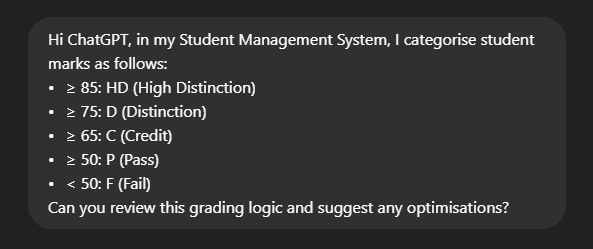 Hi ChatGPT, in my Student Management System, I categorise student
marks as follows:
• ≥ 85: HD (High Distinction)
• ≥ 75: D (Distinction)
• ≥ 65: C (Credit)
• ≥ 50: P (Pass)
• < 50: F (Fail)
Can you review this grading logic and suggest any optimisations?